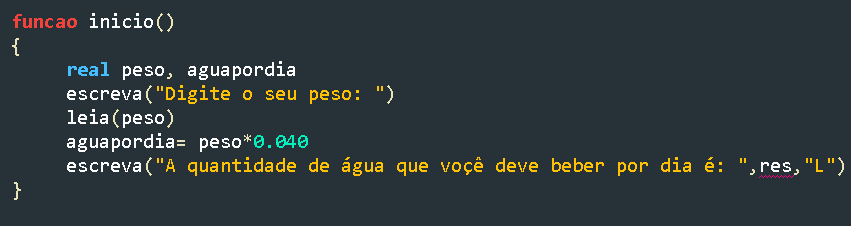 funcao inicio()
{
real peso, aguapordia
escreva("Digite o seu peso: ")
leia(peso)
aguapordia= peso*0.040
escreva("A quantidade de água que voçê deve beber por dia é: ",res,"L")
}